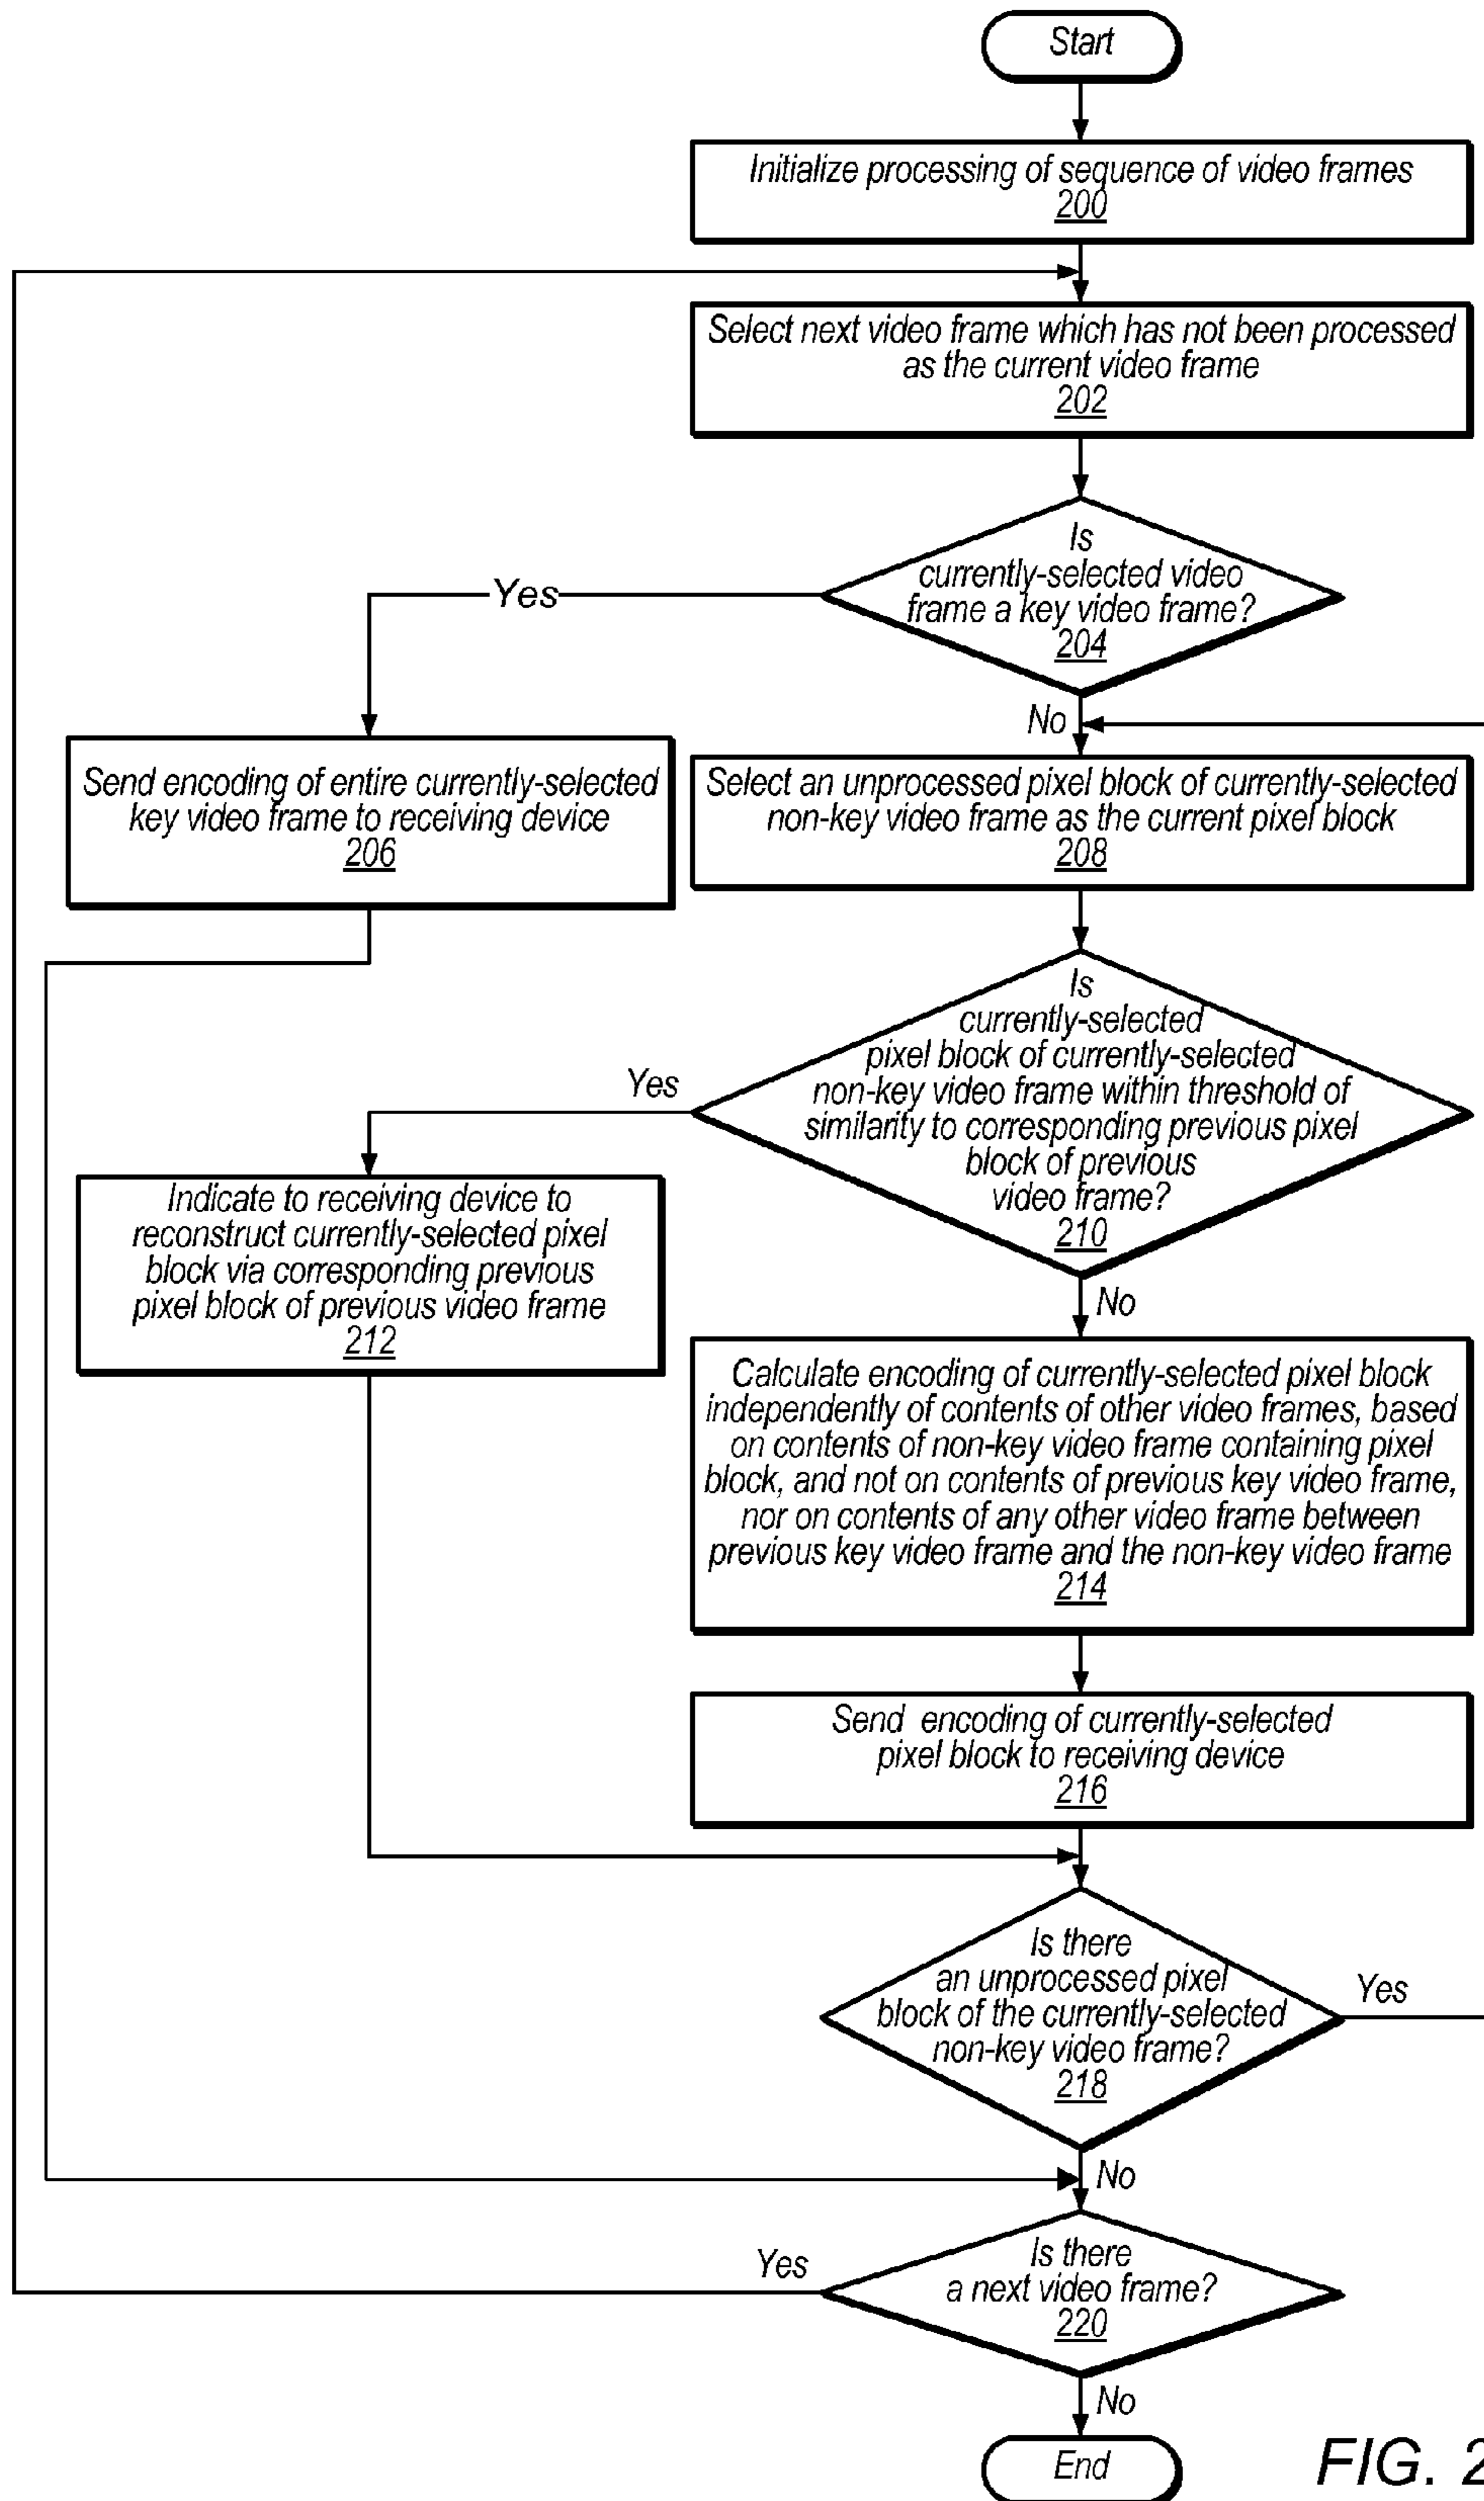 Start
Initialize processing of sequence of video frames
200
Select next video frame which has not been processed
as the current video frame
202
Is
currently-selected video
frame a key video frame?
204
Yes
No
Send encoding of entire currently-selected
key video frame to receiving device
206
Select an unprocessed pixel block of currently-selected
non-key video frame as the current pixel block
208
Is
currently-selected
pixel block of currently-selected
non-key video frame within threshold of
similarity to corresponding previous pixel
block of previous
video frame?
210
Yes
No
Indicate to receiving device to
reconstruct currently-selected pixel
block via corresponding previous
pixel block of previous video frame
212
Calculate encoding of currently-selected pixel block
independently of contents of other video frames, based
on contents of non-key video frame containing pixel
block, and not on contents of previous key video frame,
nor on contents of any other video frame between
previous key video frame and the non-key video frame
214
Send encoding of currently-selected
pixel block to receiving device
216
Is there
an unprocessed pixel
block of the currently-selected
non-key video frame?
218
Yes
No
Is there
a next video frame?
220
Yes
No
End
FIG. 2